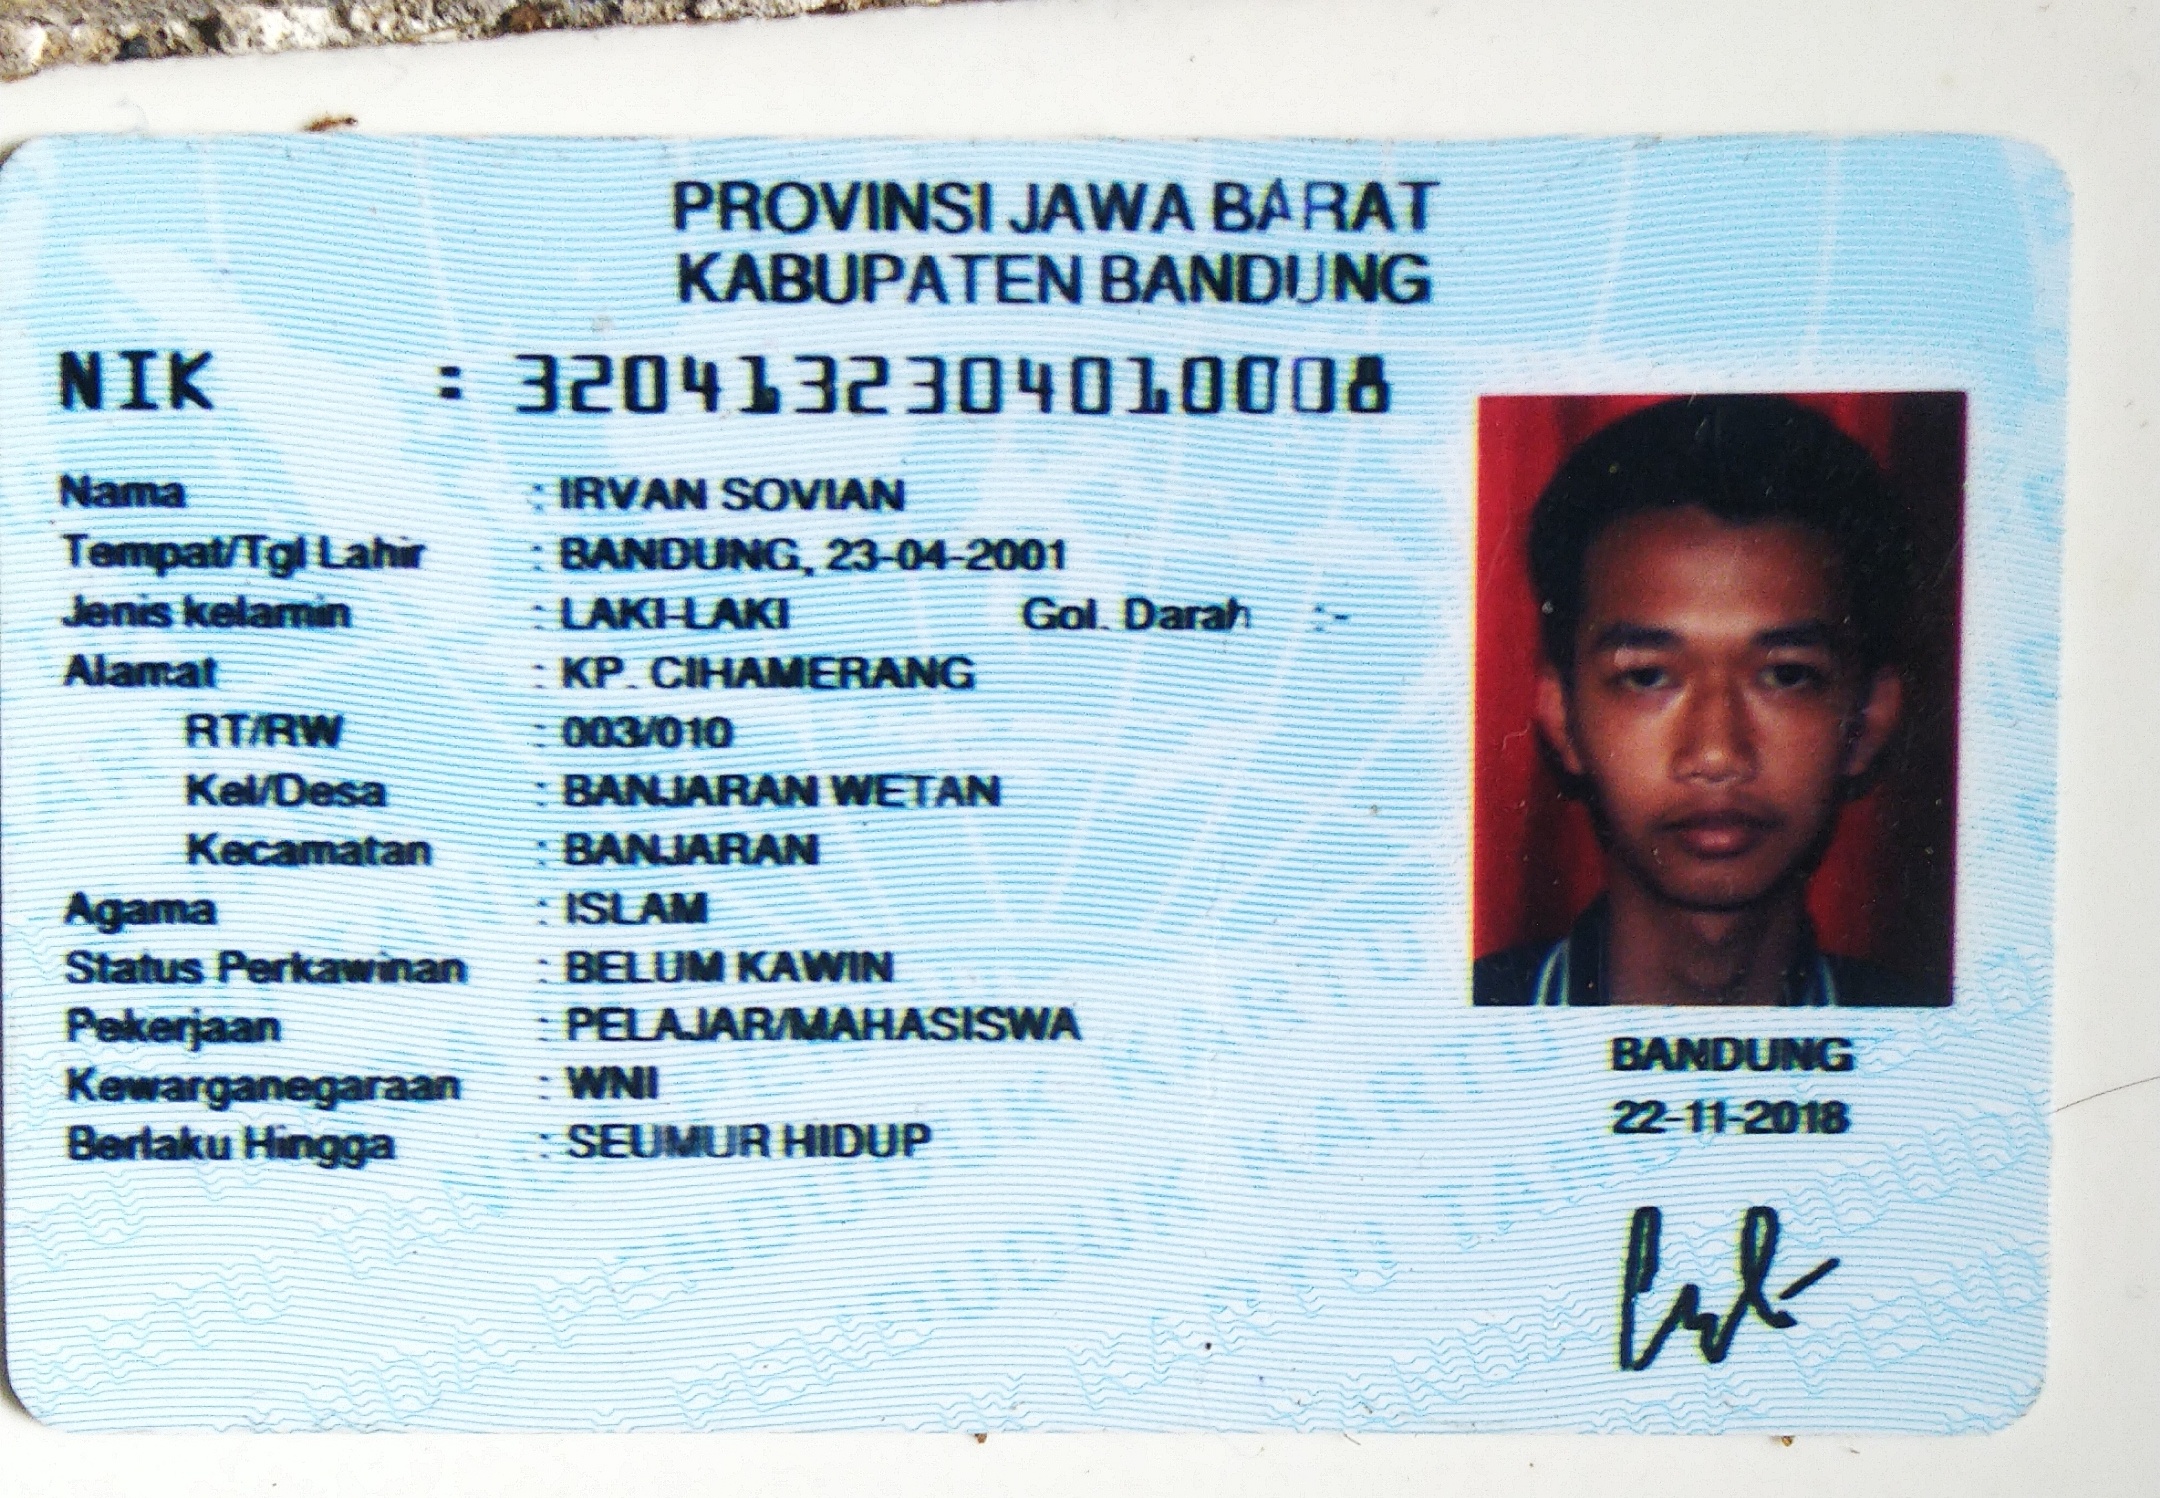 PROVINSI JAWA BARAT
KABUPATEN BANDUNG
NIK : 3204132304010008
Nama : IRVAN SOVIAN
Tempat/Tgl Lahir : BANDUNG, 23-04-2001
Jenis kelamin : LAKI-LAKI Gol. Darah :-
Alamat : KP. CIHAMERANG
RT/RW : 003/010
Kel/Desa : BANJARAN WETAN
Kecamatan : BANJARAN
Agama : ISLAM
Status Perkawinan : BELUM KAWIN
Pekerjaan : PELAJAR/MAHASISWA
Kewarganegaraan : WNI
Berlaku Hingga : SEUMUR HIDUP
BANDUNG
22-11-2018